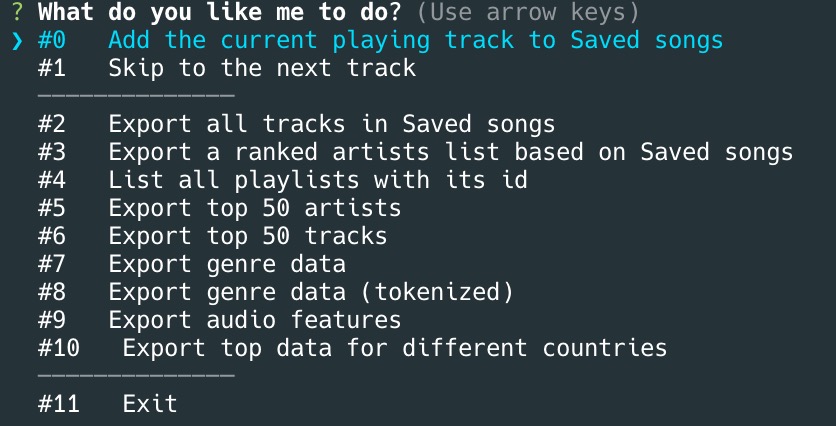 ? What do you like me to do? (Use arrow keys)
❯ #0   Add the current playing track to Saved songs
  #1   Skip to the next track
  ──────────────
  #2   Export all tracks in Saved songs
  #3   Export a ranked artists list based on Saved songs
  #4   List all playlists with its id
  #5   Export top 50 artists
  #6   Export top 50 tracks
  #7   Export genre data
  #8   Export genre data (tokenized)
  #9   Export audio features
  #10   Export top data for different countries
  ──────────────
  #11   Exit